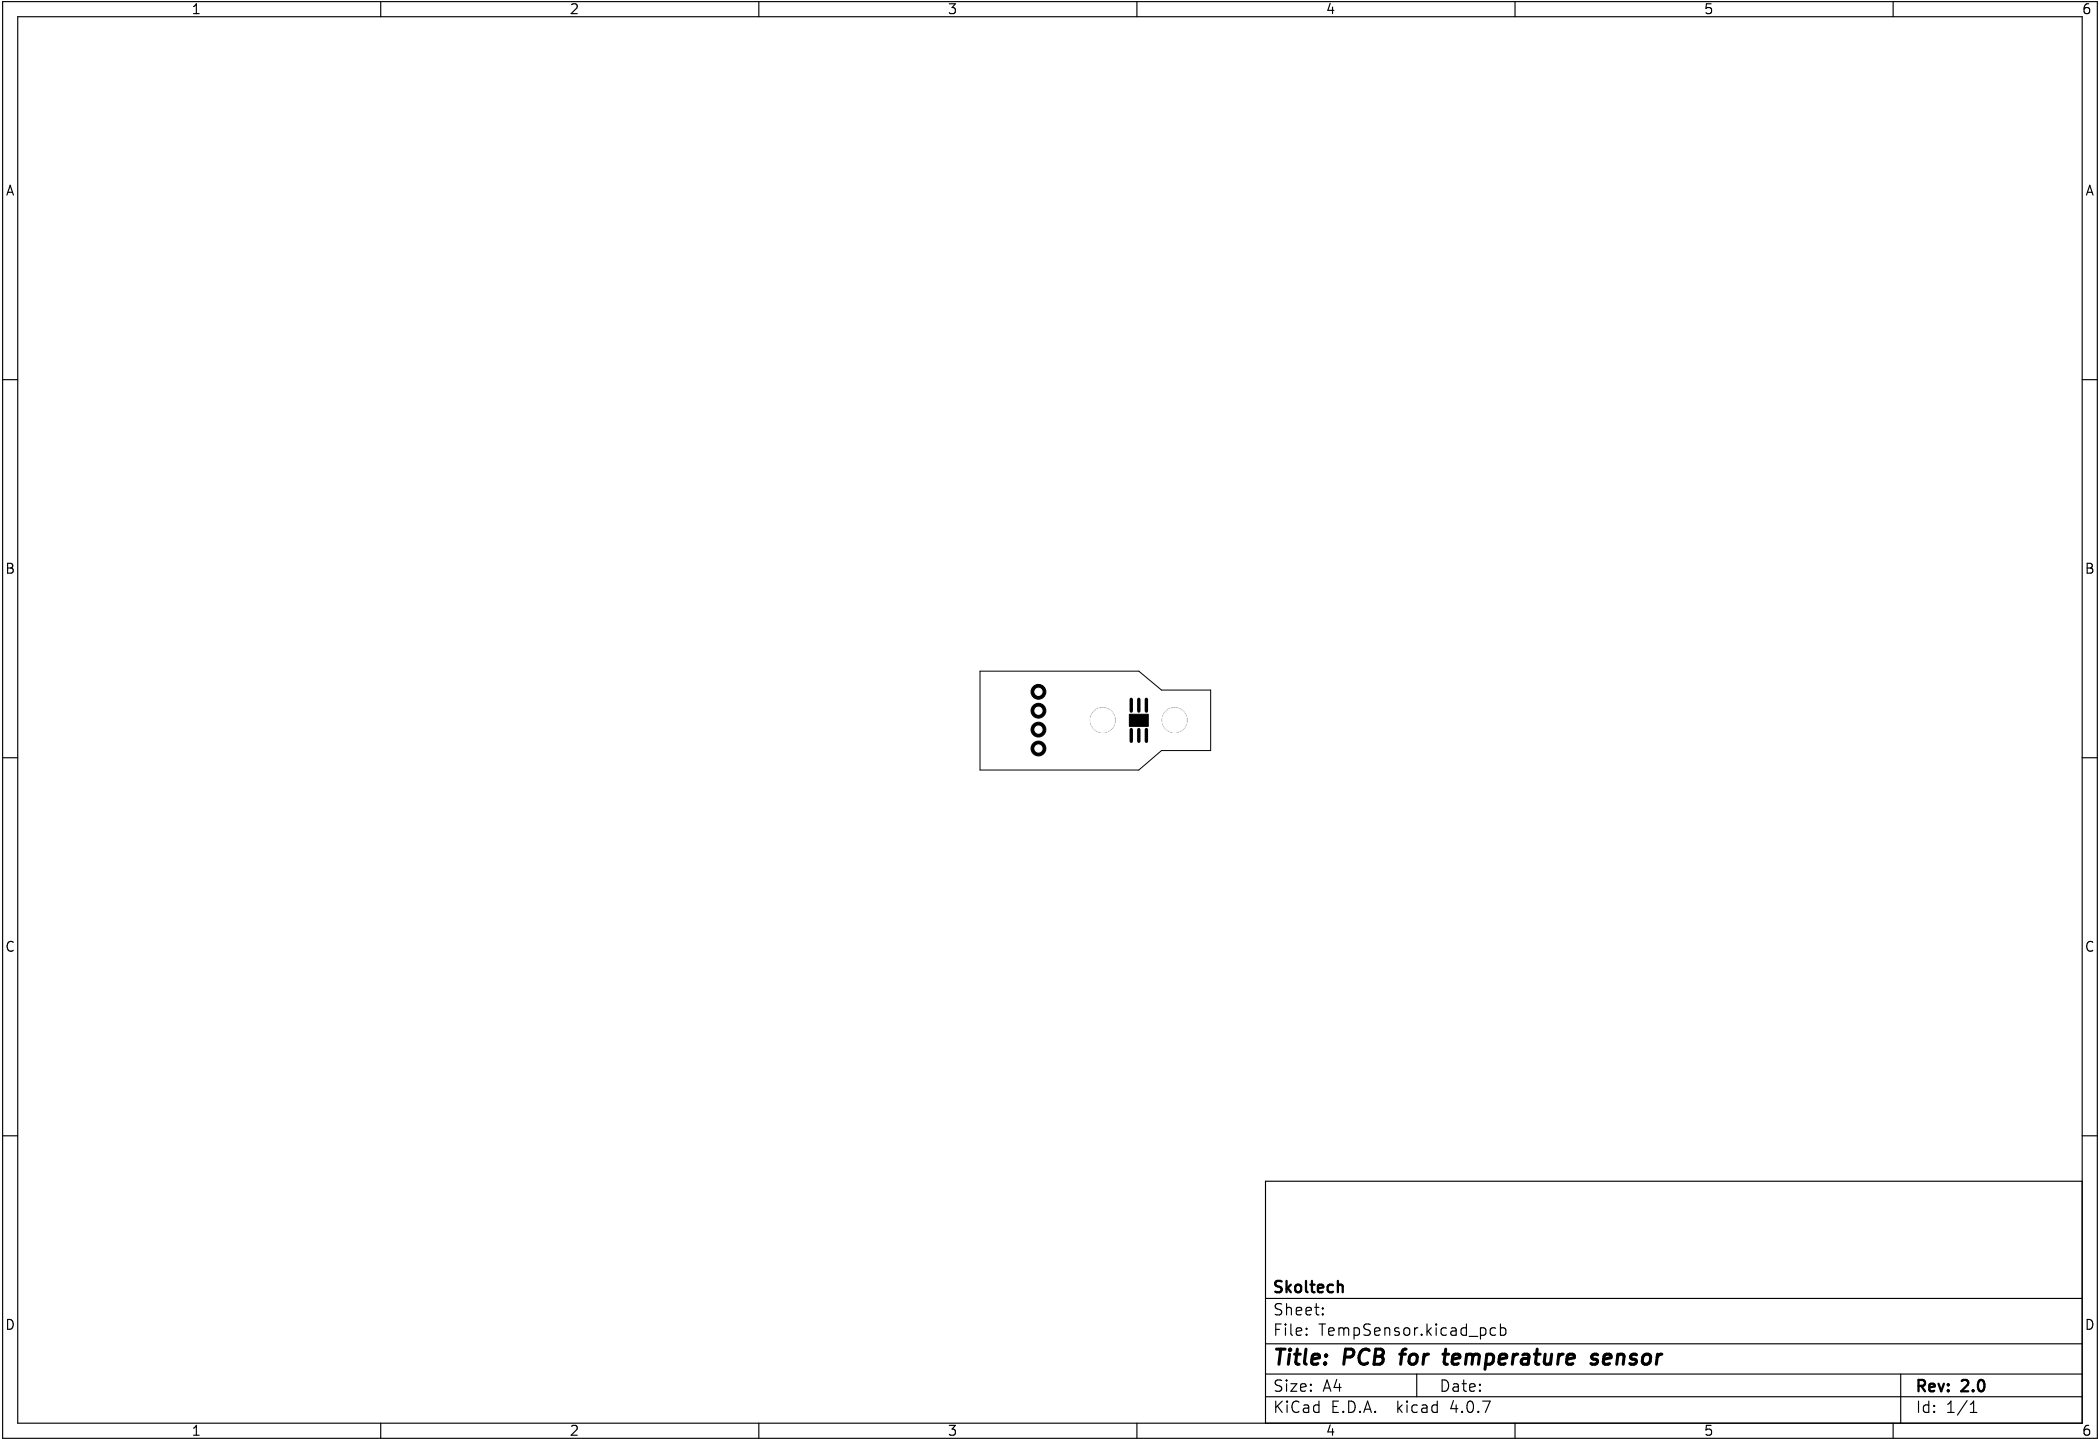 1 2 3 4 5 6
A A
B B
C C
Skoltech
Sheet:
File: TempSensor.kicad_pcb
D D
Title: PCB for temperature sensor
Size: A4 Date: Rev: 2.0
KiCad E.D.A. kicad 4.0.7 Id: 1/1
1 2 3 4 5 6